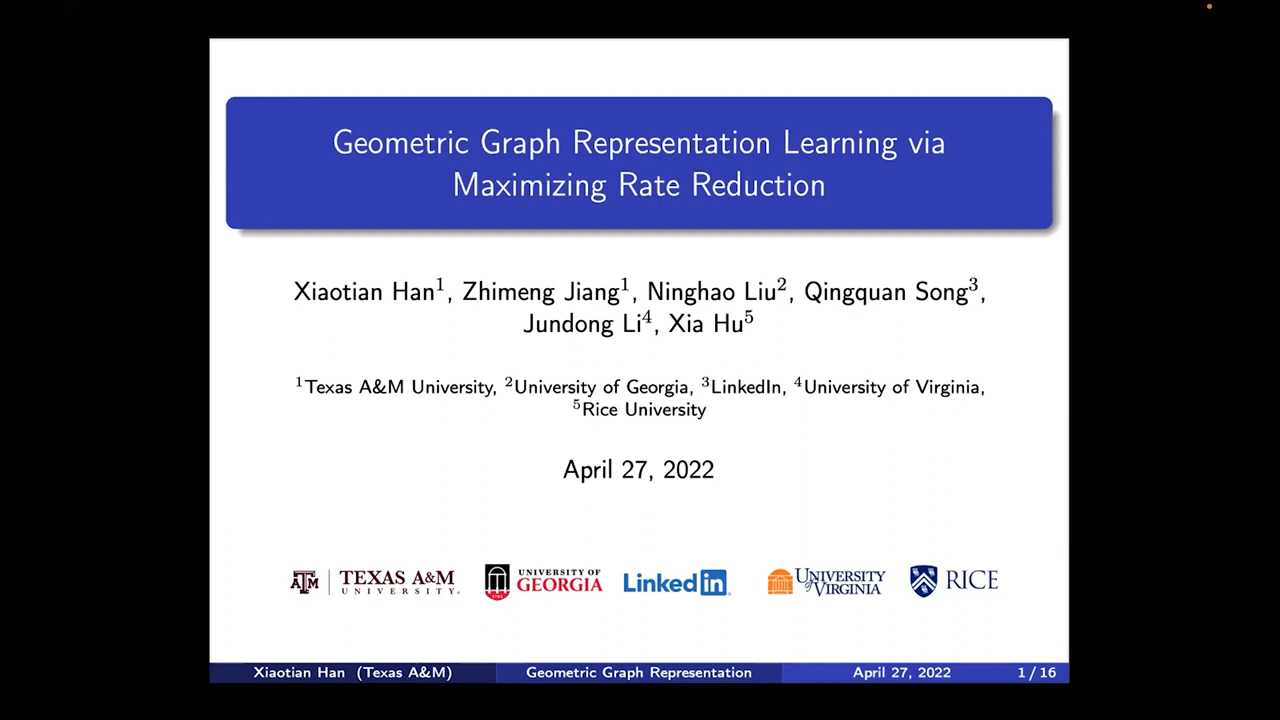 Geometric Graph Representation Learning via
Maximizing Rate Reduction
Xiaotian Han¹, Zhimeng Jiang¹, Ninghao Liu², Qingquan Song³,
Jundong Li⁴, Xia Hu⁵
¹Texas A&M University, ²University of Georgia, ³LinkedIn, ⁴University of Virginia,
⁵Rice University
April 27, 2022
ATM TEXAS A&M UNIVERSITY. UNIVERSITY OF GEORGIA LinkedIn UNIVERSITY of VIRGINIA RICE
Xiaotian Han (Texas A&M) Geometric Graph Representation April 27, 2022 1 / 16